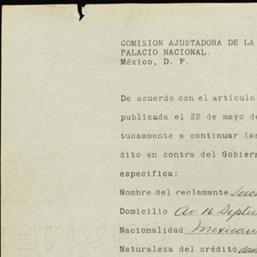 COMISION AJUSTADORA DE LA
PALACIO NACIONAL.
México, D. F.
De acuerdo con el artículo
publicada el 22 de mayo de
tuosamente a continuar las
dito en contra del Gobier
especifica:
Nombre del reclamante Suc
Domicilio Av 16 Septie
Nacionalidad Mexicana
Naturaleza del crédito